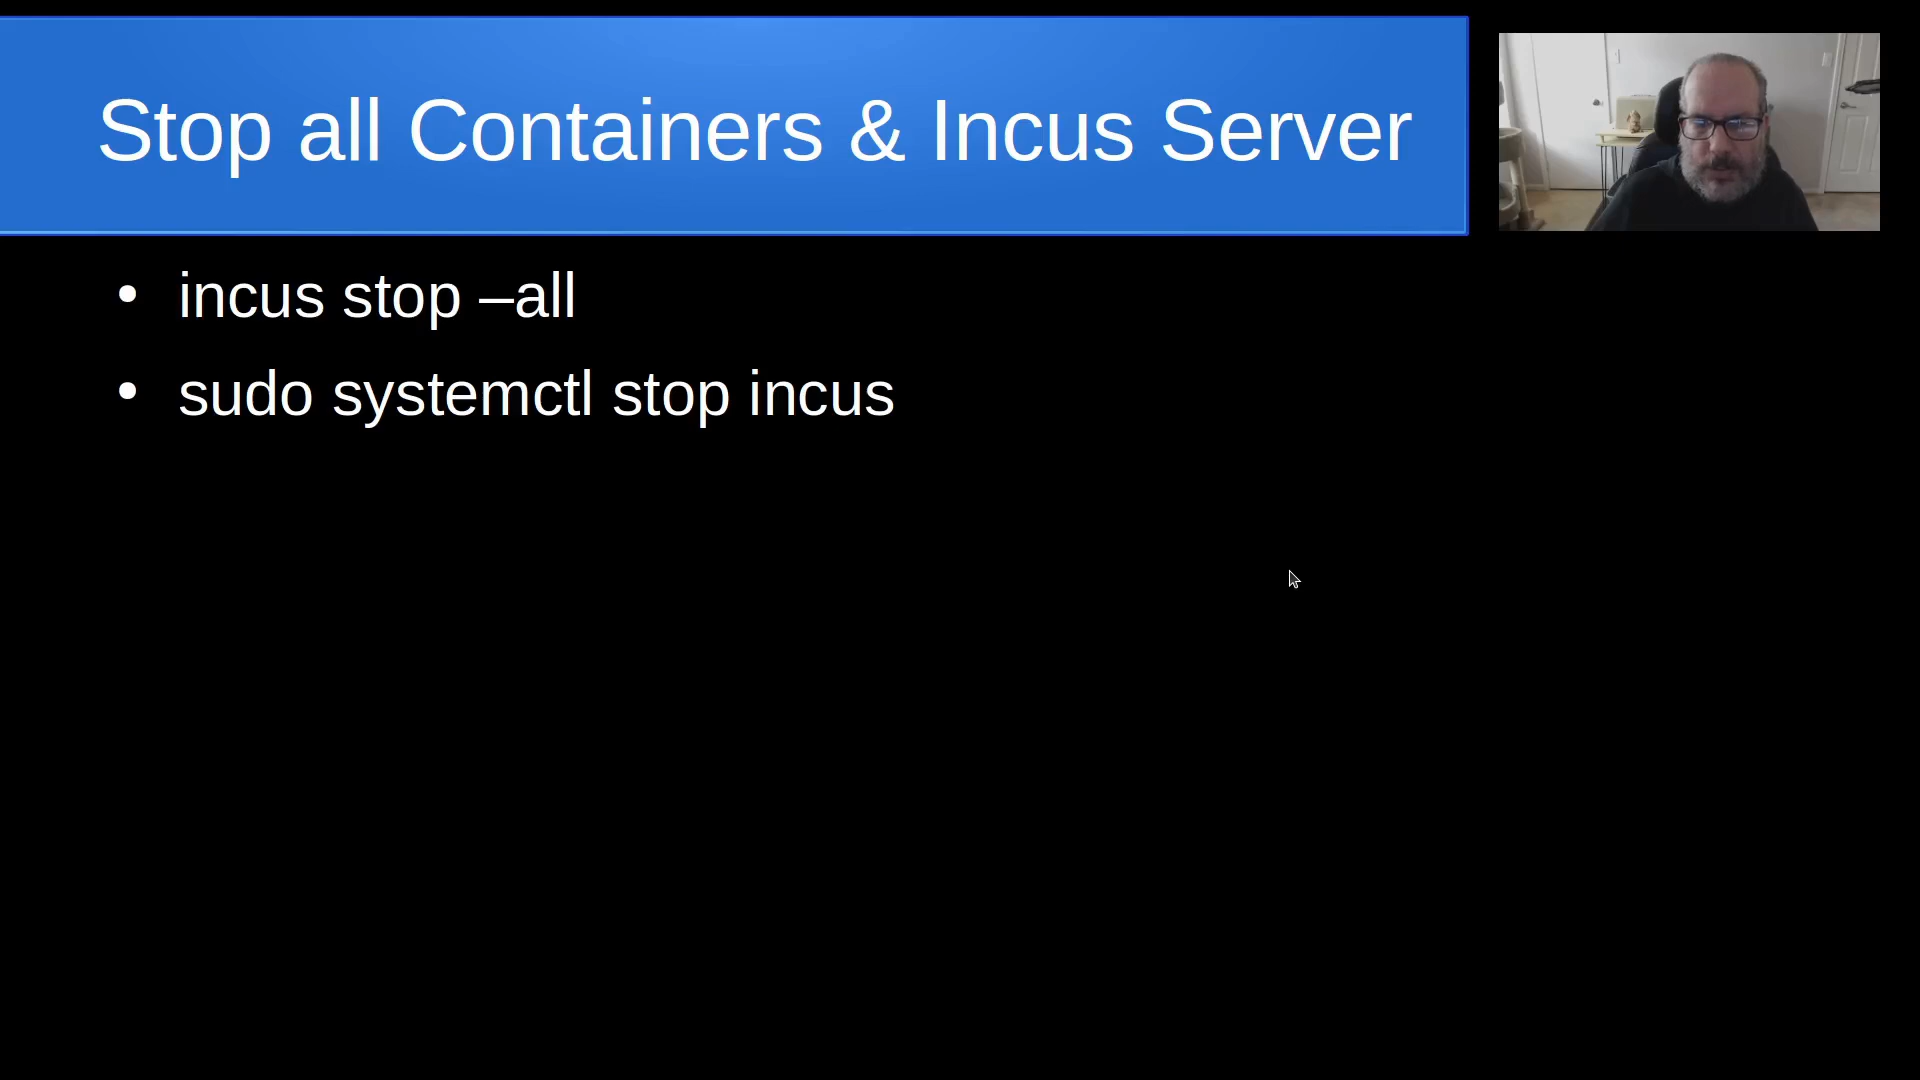 Stop all Containers & Incus Server
• incus stop –all
• sudo systemctl stop incus